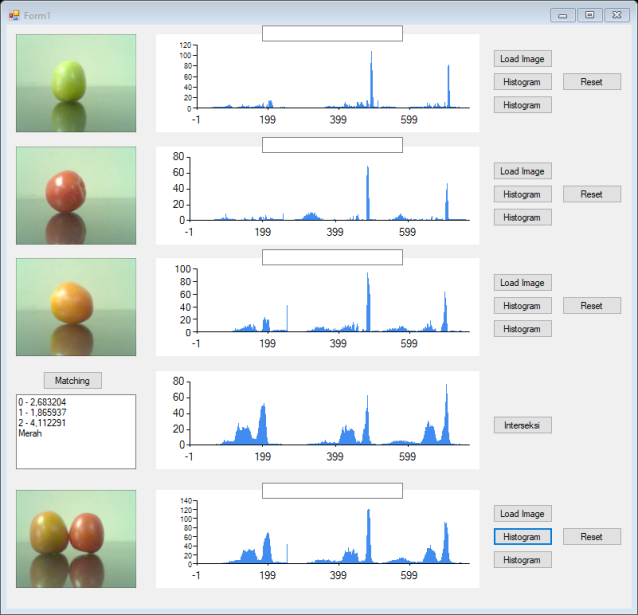 Form1
120
100
80
60
40
20
0
-1 199 399 599
Load Image
Histogram Reset
Histogram
80
60
40
20
0
-1 199 399 599
Load Image
Histogram Reset
Histogram
100
80
60
40
20
0
-1 199 399 599
Load Image
Histogram Reset
Histogram
Matching
0 - 2,683204
1 - 1,865937
2 - 4,112291
Merah
80
60
40
20
0
-1 199 399 599
Interseksi
140
120
100
80
60
40
20
0
-1 199 399 599
Load Image
Histogram Reset
Histogram